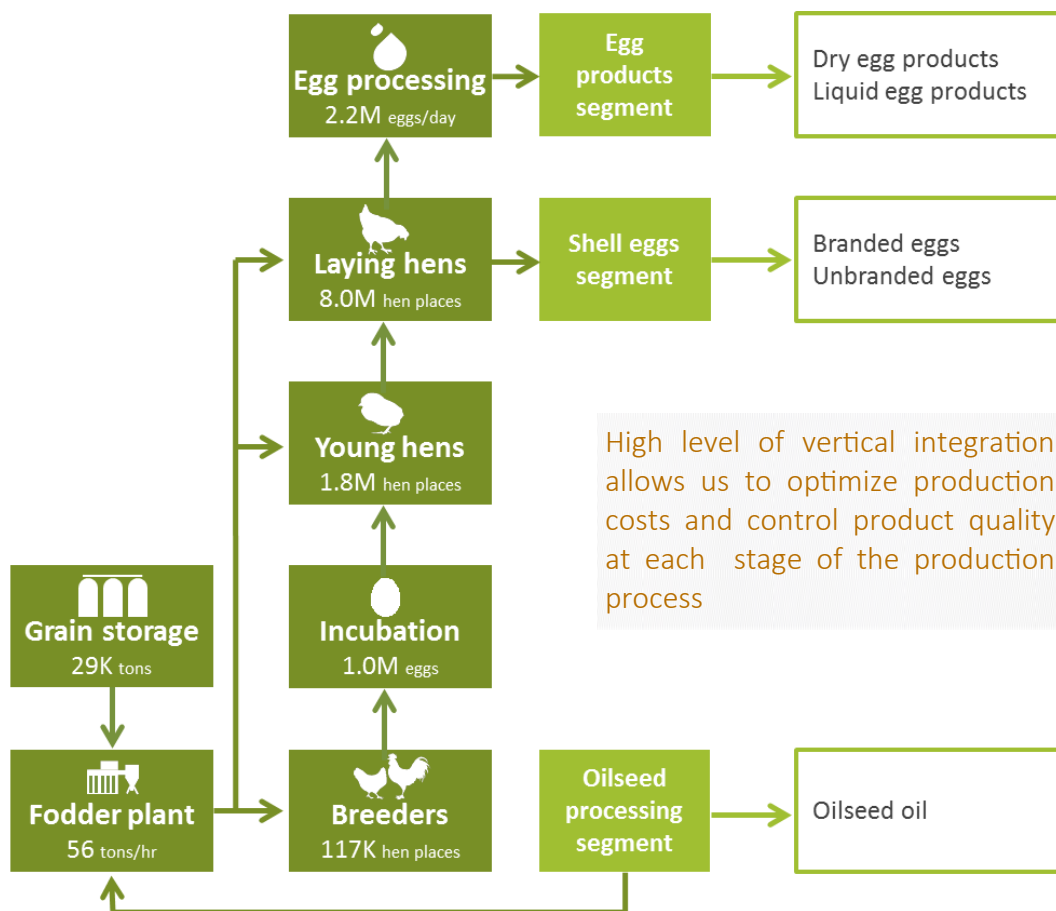 Egg processing
2.2M eggs/day
Egg
products
segment
Dry egg products
Liquid egg products
Laying hens
8.0M hen places
Shell eggs
segment
Branded eggs
Unbranded eggs
Young hens
1.8M hen places
High level of vertical integration
allows us to optimize production
costs and control product quality
at each stage of the production
process
Grain storage
29K tons
Incubation
1.0M eggs
Fodder plant
56 tons/hr
Breeders
117K hen places
Oilseed
processing
segment
Oilseed oil